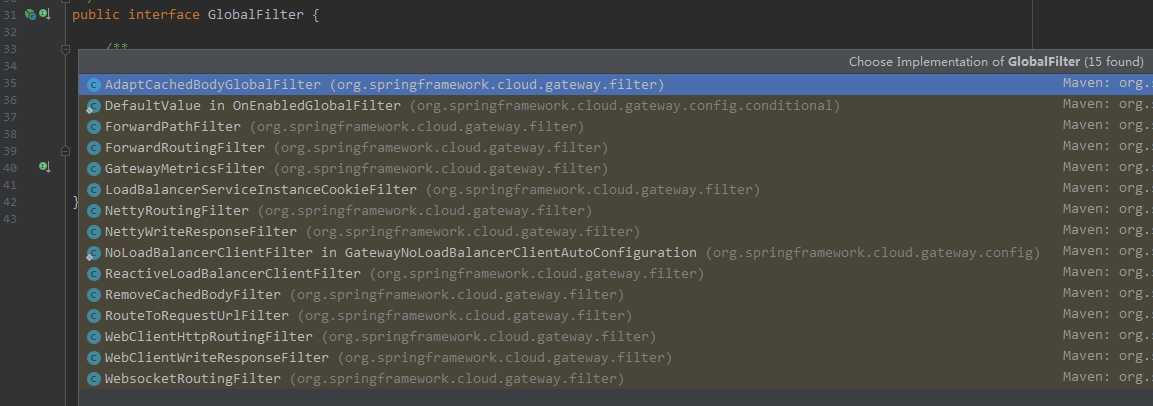 31 public interface GlobalFilter {
32
33 /**
34 Choose Implementation of GlobalFilter (15 found)
35 AdaptCachedBodyGlobalFilter (org.springframework.cloud.gateway.filter) Maven: org.s
36 DefaultValue in OnEnabledGlobalFilter (org.springframework.cloud.gateway.config.conditional) Maven: org.s
37 ForwardPathFilter (org.springframework.cloud.gateway.filter) Maven: org.s
38 ForwardRoutingFilter (org.springframework.cloud.gateway.filter) Maven: org.s
39
40 GatewayMetricsFilter (org.springframework.cloud.gateway.filter) Maven: org.s
41 LoadBalancerServiceInstanceCookieFilter (org.springframework.cloud.gateway.filter) Maven: org.s
42 }
NettyRoutingFilter (org.springframework.cloud.gateway.filter) Maven: org.s
43
NettyWriteResponseFilter (org.springframework.cloud.gateway.filter) Maven: org.s
NoLoadBalancerClientFilter in GatewayNoLoadBalancerClientAutoConfiguration (org.springframework.cloud.gateway.config) Maven: org.s
ReactiveLoadBalancerClientFilter (org.springframework.cloud.gateway.filter) Maven: org.s
RemoveCachedBodyFilter (org.springframework.cloud.gateway.filter) Maven: org.s
RouteToRequestUrlFilter (org.springframework.cloud.gateway.filter) Maven: org.s
WebClientHttpRoutingFilter (org.springframework.cloud.gateway.filter) Maven: org.s
WebClientWriteResponseFilter (org.springframework.cloud.gateway.filter) Maven: org.s
WebsocketRoutingFilter (org.springframework.cloud.gateway.filter) Maven: org.s